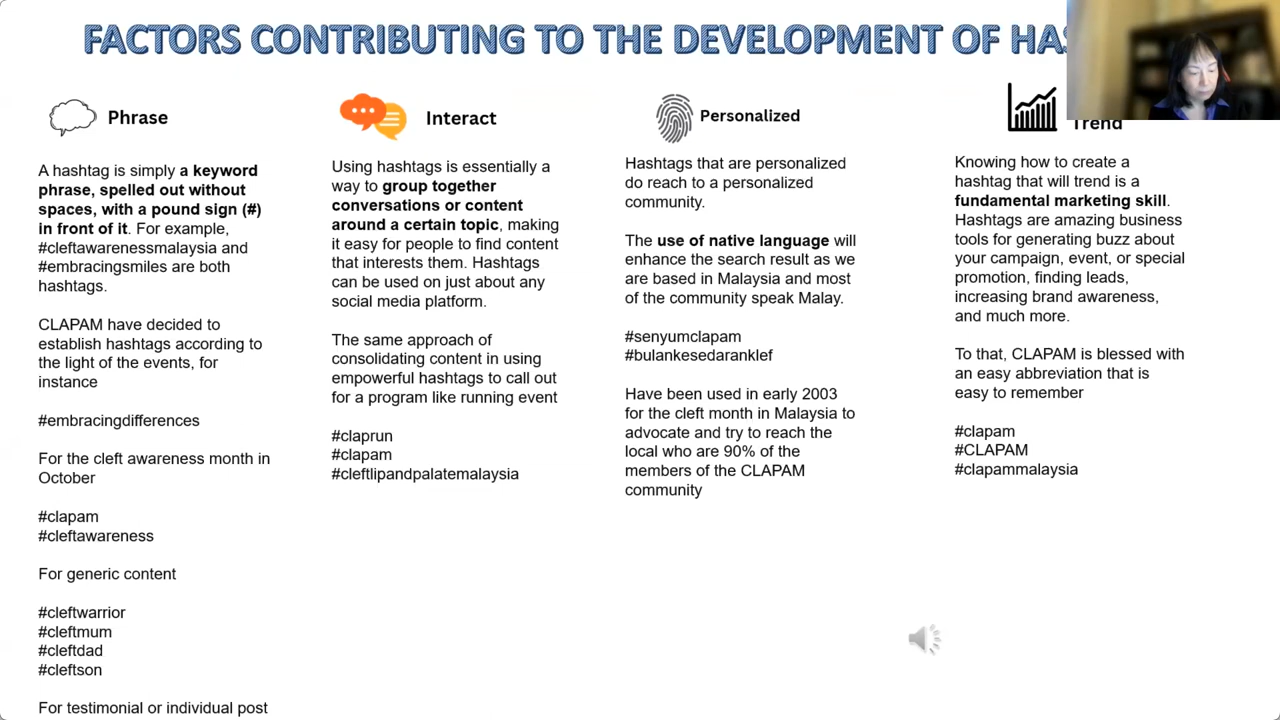 FACTORS CONTRIBUTING TO THE DEVELOPMENT OF
Phrase
A hashtag is simply a keyword
phrase, spelled out without
spaces, with a pound sign (#)
in front of it. For example,
#cleftawarenessmalaysia and
#embracingsmiles are both
hashtags.
CLAPAM have decided to
establish hashtags according to
the light of the events, for
instance
#embracingdifferences
For the cleft awareness month in
October
#clapam
#cleftawareness
For generic content
#cleftwarrior
#cleftmum
#cleftdad
#cleftson
For testimonial or individual post
Interact
Using hashtags is essentially a
way to group together
conversations or content
around a certain topic, making
it easy for people to find content
that interests them. Hashtags
can be used on just about any
social media platform.
The same approach of
consolidating content in using
empowerful hashtags to call out
for a program like running event
#claprun
#clapam
#cleftlipandpalatemalaysia
Personalized
Hashtags that are personalized
do reach to a personalized
community.
The use of native language will
enhance the search result as we
are based in Malaysia and most
of the community speak Malay.
#senyumclapam
#bulankesedaranklef
Have been used in early 2003
for the cleft month in Malaysia to
advocate and try to reach the
local who are 90% of the
members of the CLAPAM
community
Trend
Knowing how to create a
hashtag that will trend is a
fundamental marketing skill.
Hashtags are amazing business
tools for generating buzz about
your campaign, event, or special
promotion, finding leads,
increasing brand awareness,
and much more.
To that, CLAPAM is blessed with
an easy abbreviation that is
easy to remember
#clapam
#CLAPAM
#clapammalaysia